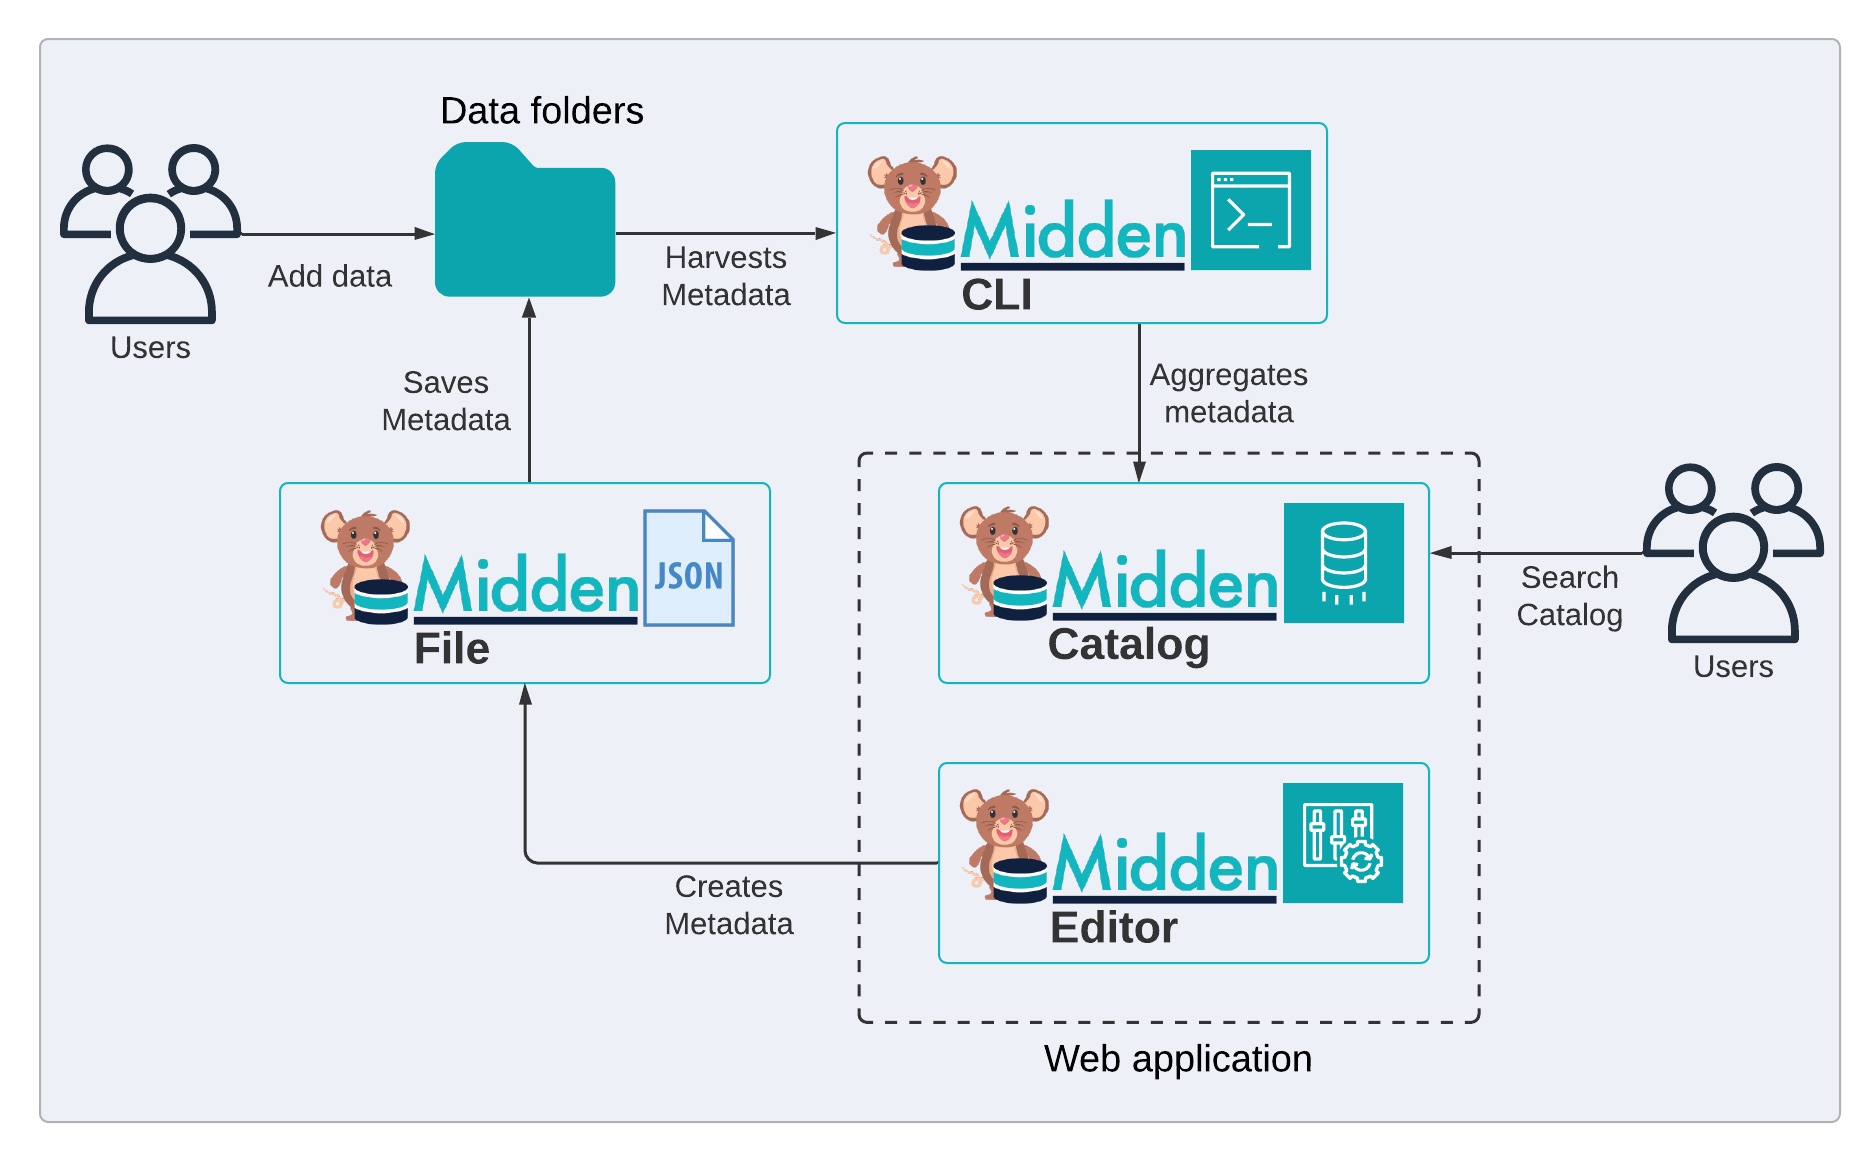 Data folders
Users
Add data
Harvests
Metadata
Midden
CLI
>_
Saves
Metadata
Aggregates
metadata
Midden
File
JSON
Midden
Catalog
Search
Catalog
Users
Creates
Metadata
Midden
Editor
Web application